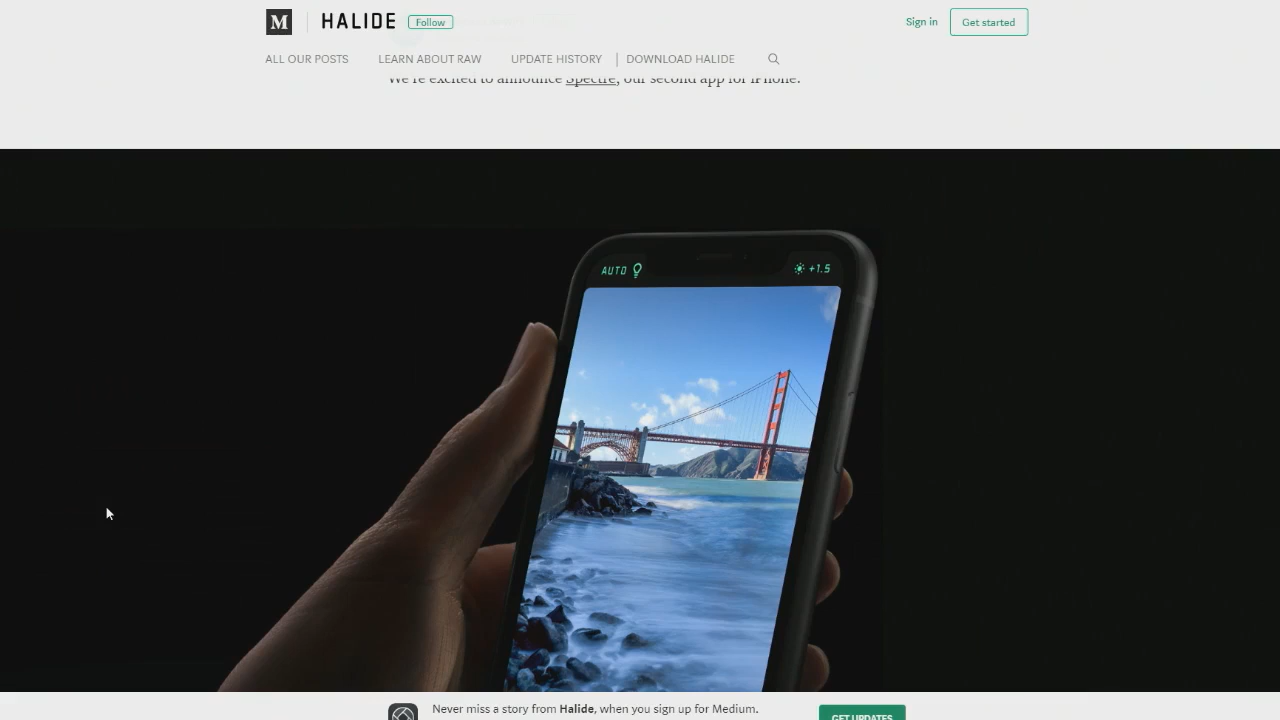 M
HALIDE
Follow
Sign in
Get started
ALL OUR POSTS
LEARN ABOUT RAW
UPDATE HISTORY
DOWNLOAD HALIDE
We're excited to announce Spectre, our second app for iPhone.
AUTO
+1.5
Never miss a story from Halide, when you sign up for Medium.
GET UPDATES